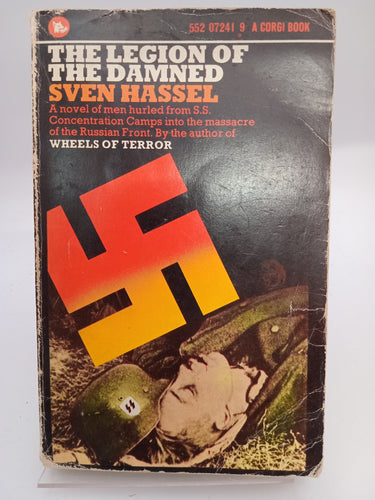 552 07241 9 A CORGI BOOK
THE LEGION OF
THE DAMNED
SVEN HASSEL
A novel of men hurled from S.S.
Concentration Camps into the massacre
of the Russian Front. By the author of
WHEELS OF TERROR